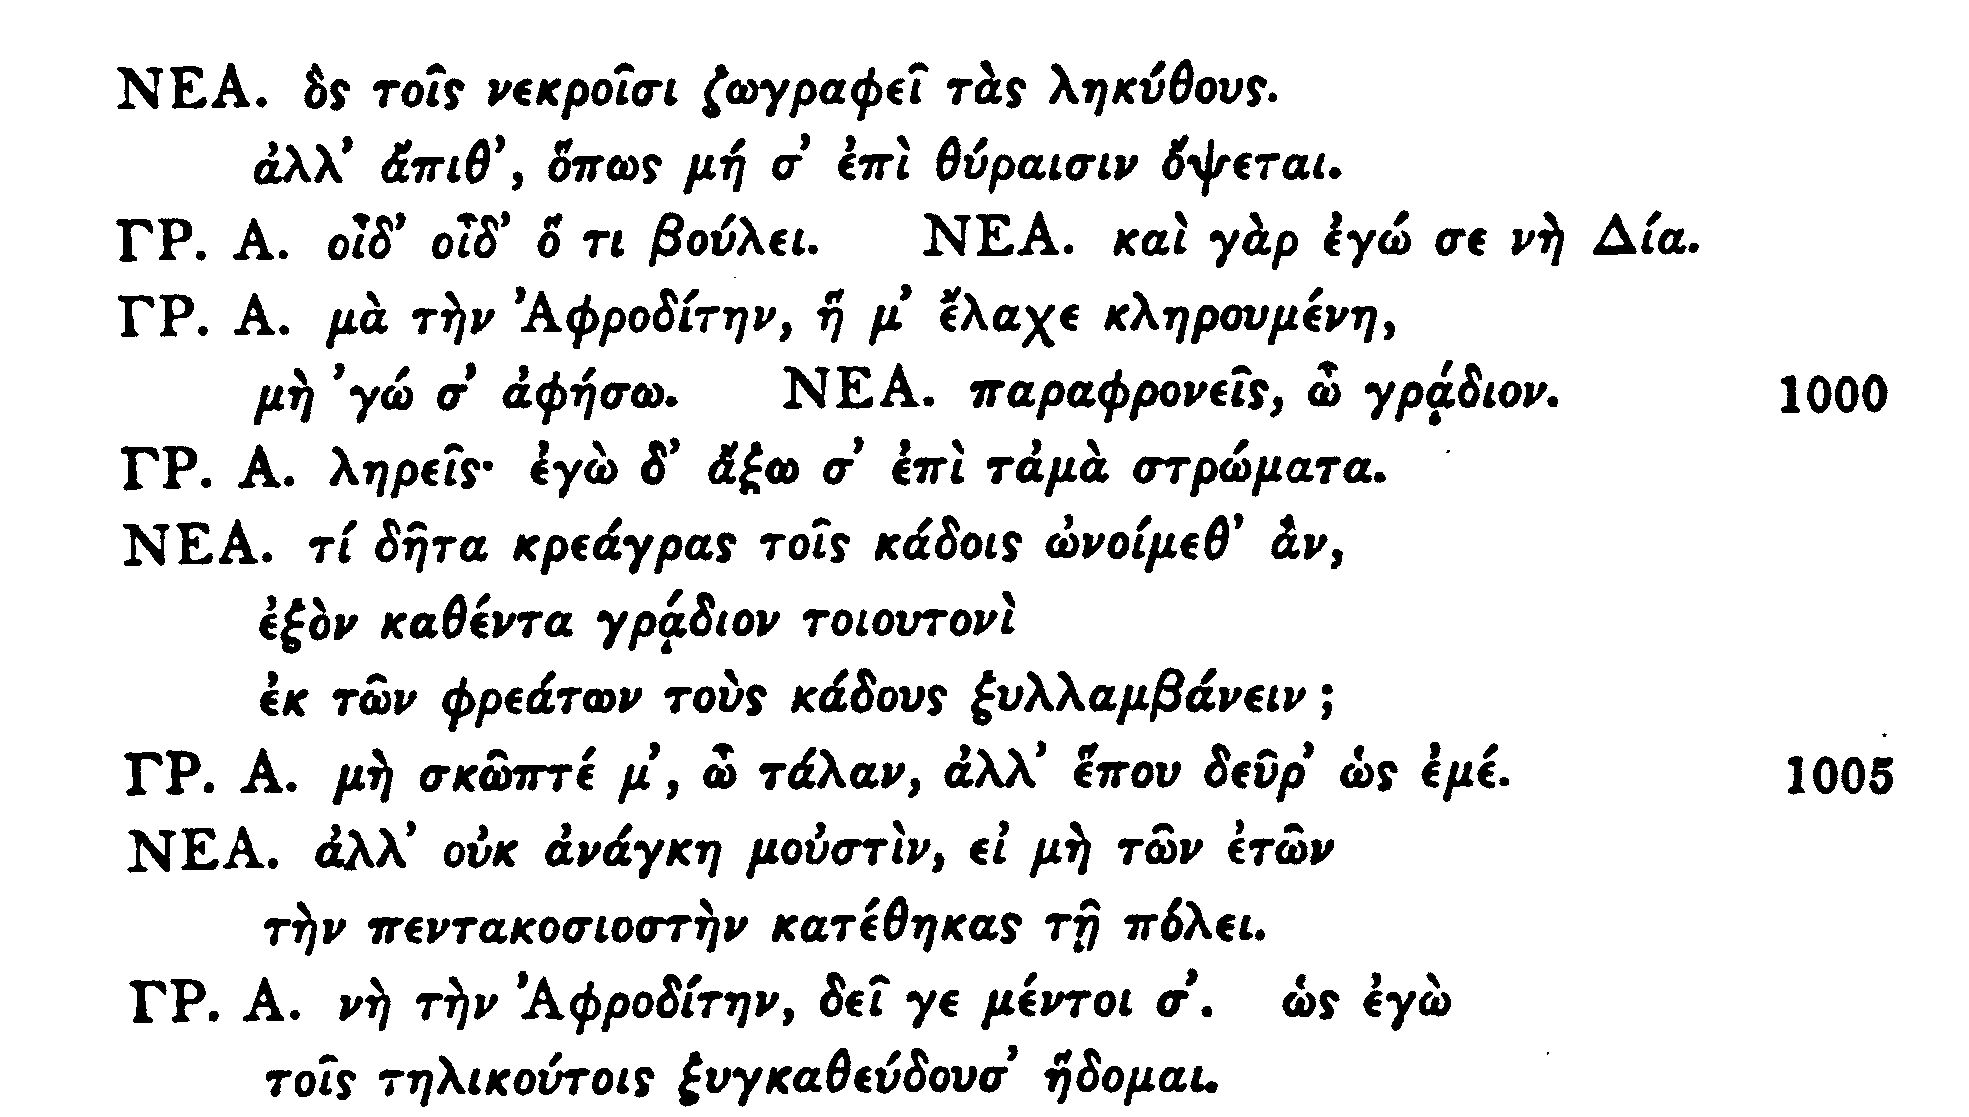 ΝΕΑ. ὃς τοῖς νεκροῖσι ζωγραφεῖ τὰς ληκύθους.
ἀλλ’ ἄπιθ’, ὅπως μή σ’ ἐπὶ θύραισιν ὄψεται.
ΓΡ. Α. οἶδ’ οἶδ’ ὅ τι βούλει. ΝΕΑ. καὶ γὰρ ἐγώ σε νὴ Δία.
ΓΡ. Α. μὰ τὴν Ἀφροδίτην, ἥ μ’ ἔλαχε κληρουμένη,
μὴ ’γώ σ’ ἀφήσω. ΝΕΑ. παραφρονεῖς, ὦ γρᾴδιον. 1000
ΓΡ. Α. ληρεῖς· ἐγὼ δ’ ἄξω σ’ ἐπὶ τἀμὰ στρώματα.
ΝΕΑ. τί δῆτα κρεάγρας τοῖς κάδοις ὠνοίμεθ’ ἂν,
ἐξὸν καθέντα γρᾴδιον τοιουτονὶ
ἐκ τῶν φρεάτων τοὺς κάδους ξυλλαμβάνειν ;
ΓΡ. Α. μὴ σκῶπτέ μ’, ὦ τάλαν, ἀλλ’ ἕπου δεῦρ’ ὡς ἐμέ. 1005
ΝΕΑ. ἀλλ’ οὐκ ἀνάγκη μοὐστὶν, εἰ μὴ τῶν ἐτῶν
τὴν πεντακοσιοστὴν κατέθηκας τῇ πόλει.
ΓΡ. Α. νὴ τὴν Ἀφροδίτην, δεῖ γε μέντοι σ’. ὡς ἐγὼ
τοῖς τηλικούτοις ξυγκαθεύδουσ’ ἥδομαι.